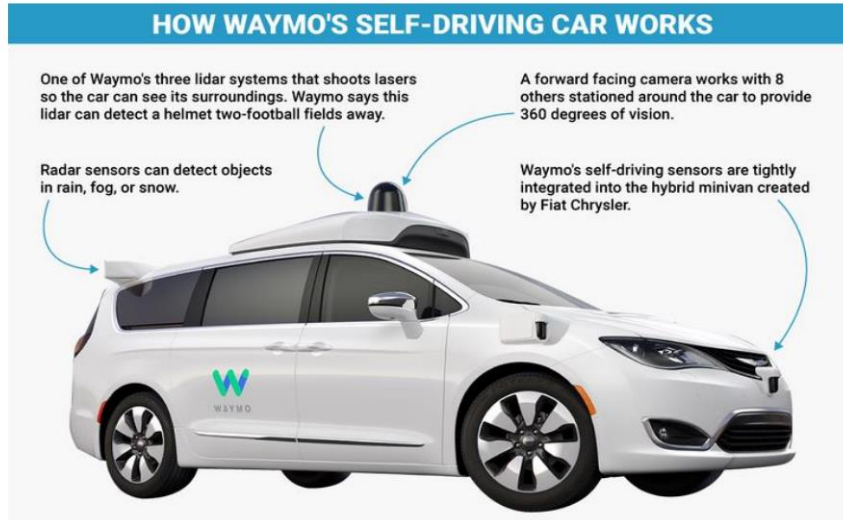 HOW WAYMO'S SELF-DRIVING CAR WORKS
One of Waymo's three lidar systems that shoots lasers
so the car can see its surroundings. Waymo says this
lidar can detect a helmet two-football fields away.
A forward facing camera works with 8
others stationed around the car to provide
360 degrees of vision.
Radar sensors can detect objects
in rain, fog, or snow.
Waymo's self-driving sensors are tightly
integrated into the hybrid minivan created
by Fiat Chrysler.
WAYMO